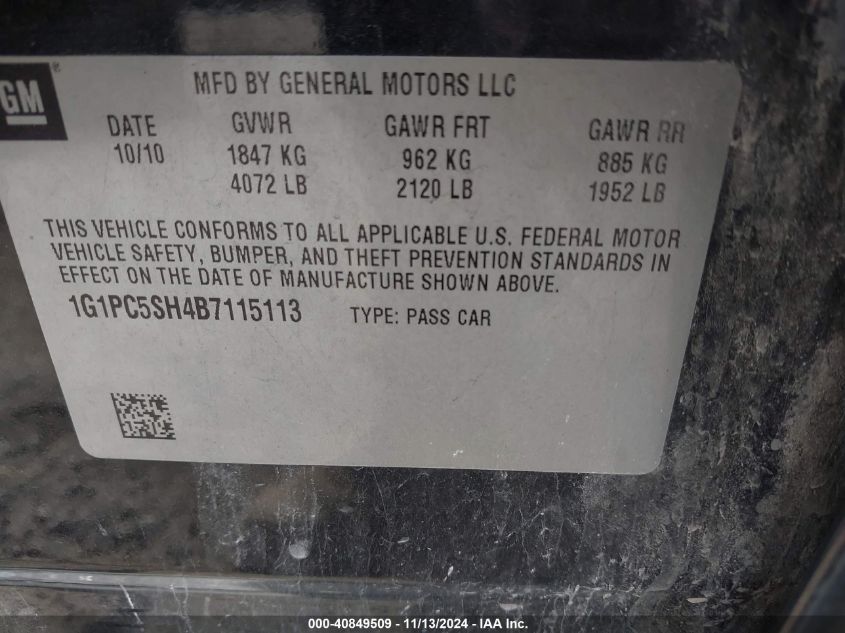 GM ®
MFD BY GENERAL MOTORS LLC
DATE GVWR GAWR FRT GAWR RR
10/10 1847 KG 962 KG 885 KG
4072 LB 2120 LB 1952 LB
THIS VEHICLE CONFORMS TO ALL APPLICABLE U.S. FEDERAL MOTOR
VEHICLE SAFETY, BUMPER, AND THEFT PREVENTION STANDARDS IN
EFFECT ON THE DATE OF MANUFACTURE SHOWN ABOVE.
1G1PC5SH4B7115113 TYPE: PASS CAR
000-40849509 - 11/13/2024 - IAA, Inc.